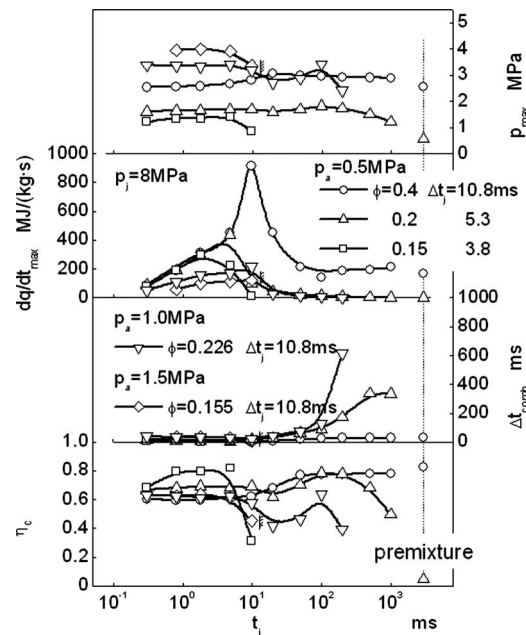 5
4
3
2
1
0
p_max MPa
1000
800
600
400
200
0
dq/dt_max MJ/(kg·s)
p_j=8MPa
p_a=0.5MPa
ϕ=0.4 Δt_j=10.8ms
0.2 5.3
0.15 3.8
1000
800
600
400
200
0
Δt_comb ms
p_a=1.0MPa
ϕ=0.226 Δt_j=10.8ms
p_a=1.5MPa
ϕ=0.155 Δt_j=10.8ms
1.0
0.8
0.6
0.4
0.2
0
η_c
premixture
10^-1 10^0 10^1 10^2 10^3
t_i ms